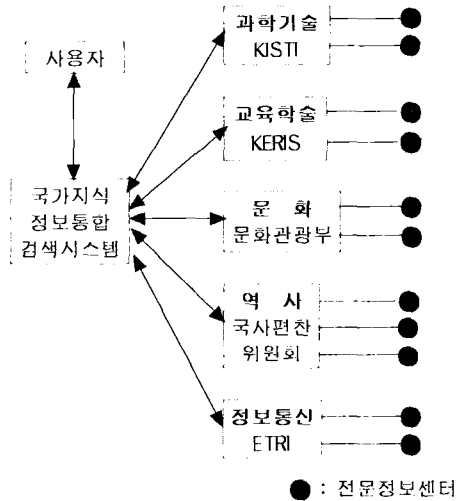 사용자
국가지식
정보통합
검색시스템
과학기술
KISTI
교육학술
KERIS
문 화
문화관광부
역 사
국사편찬
위원회
정보통신
ETRI
: 전문정보센터